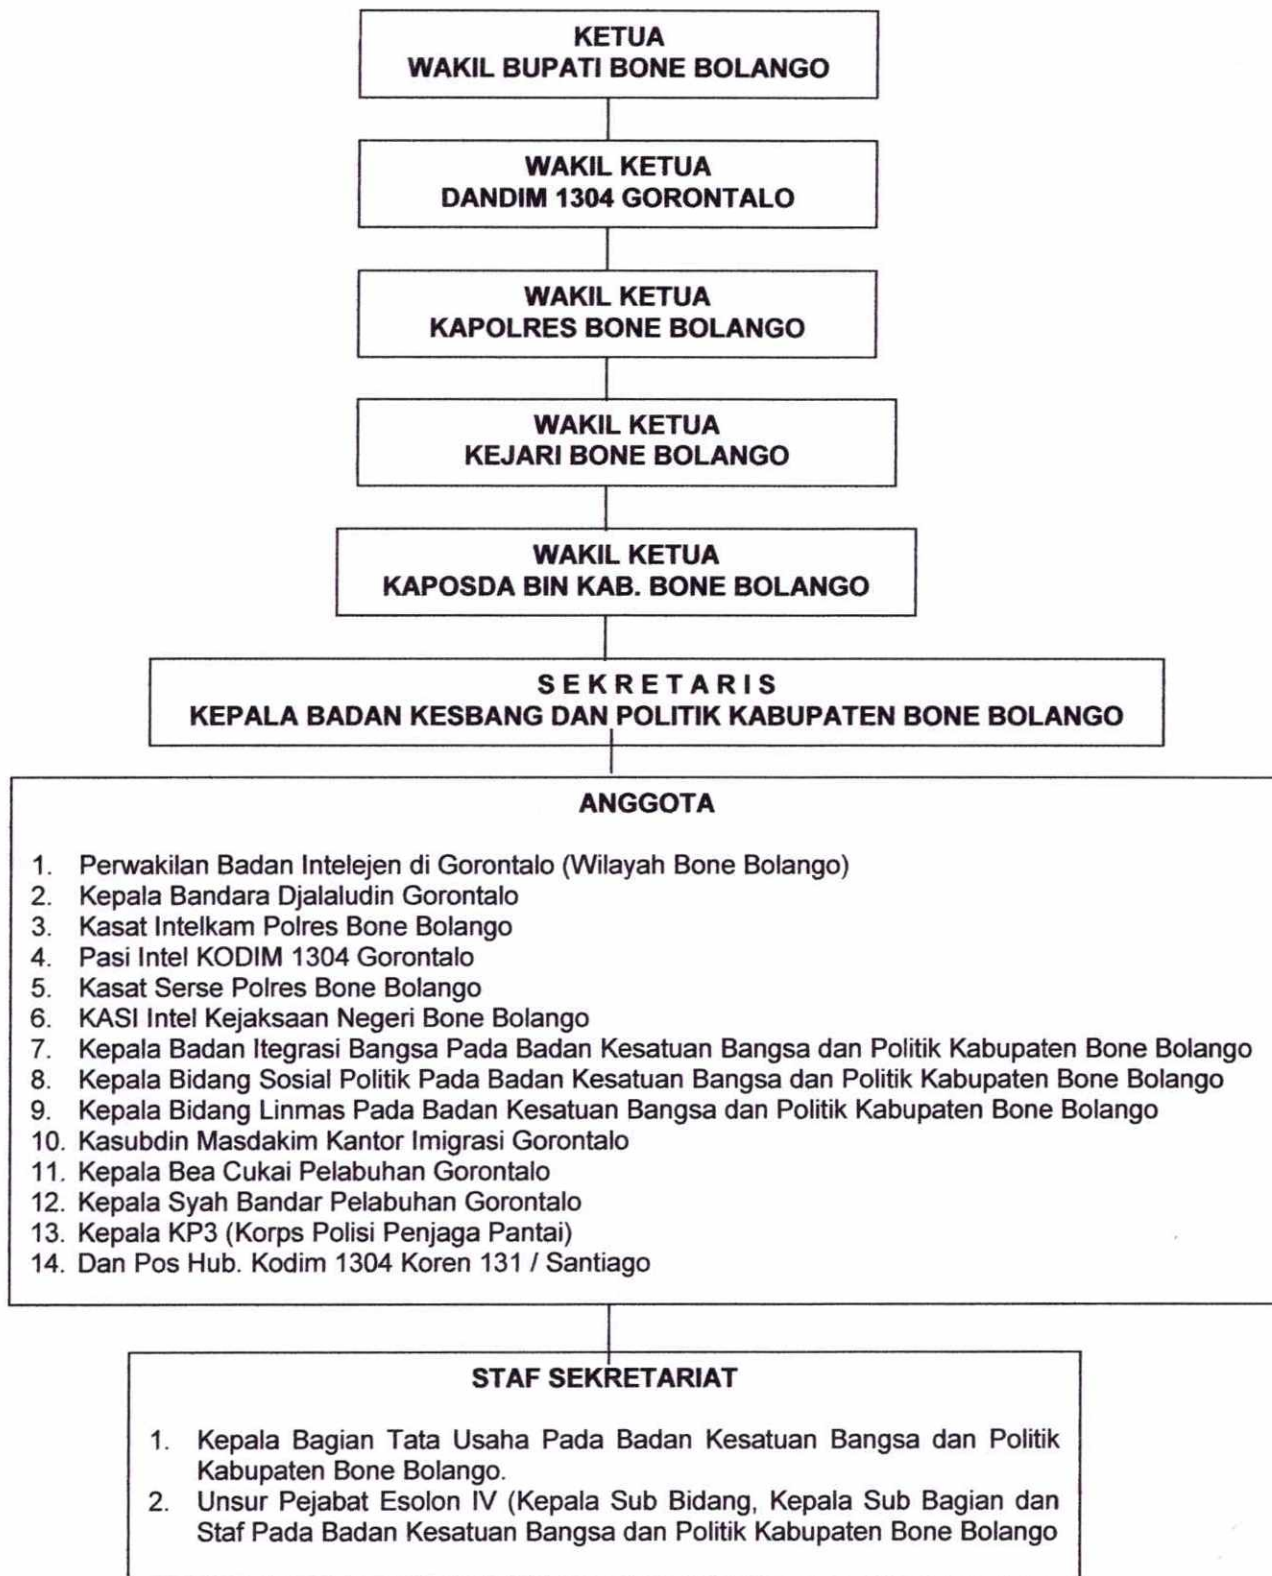 KETUA
WAKIL BUPATI BONE BOLANGO
WAKIL KETUA
DANDIM 1304 GORONTALO
WAKIL KETUA
KAPOLRES BONE BOLANGO
WAKIL KETUA
KEJARI BONE BOLANGO
WAKIL KETUA
KAPOSDA BIN KAB. BONE BOLANGO
S E K R E T A R I S
KEPALA BADAN KESBANG DAN POLITIK KABUPATEN BONE BOLANGO
ANGGOTA
1. Perwakilan Badan Intelejen di Gorontalo (Wilayah Bone Bolango)
2. Kepala Bandara Djalaludin Gorontalo
3. Kasat Intelkam Polres Bone Bolango
4. Pasi Intel KODIM 1304 Gorontalo
5. Kasat Serse Polres Bone Bolango
6. KASI Intel Kejaksaan Negeri Bone Bolango
7. Kepala Badan Itegrasi Bangsa Pada Badan Kesatuan Bangsa dan Politik Kabupaten Bone Bolango
8. Kepala Bidang Sosial Politik Pada Badan Kesatuan Bangsa dan Politik Kabupaten Bone Bolango
9. Kepala Bidang Linmas Pada Badan Kesatuan Bangsa dan Politik Kabupaten Bone Bolango
10. Kasubdin Masdakim Kantor Imigrasi Gorontalo
11. Kepala Bea Cukai Pelabuhan Gorontalo
12. Kepala Syah Bandar Pelabuhan Gorontalo
13. Kepala KP3 (Korps Polisi Penjaga Pantai)
14. Dan Pos Hub. Kodim 1304 Koren 131 / Santiago
STAF SEKRETARIAT
1. Kepala Bagian Tata Usaha Pada Badan Kesatuan Bangsa dan Politik
Kabupaten Bone Bolango.
2. Unsur Pejabat Esolon IV (Kepala Sub Bidang, Kepala Sub Bagian dan
Staf Pada Badan Kesatuan Bangsa dan Politik Kabupaten Bone Bolango